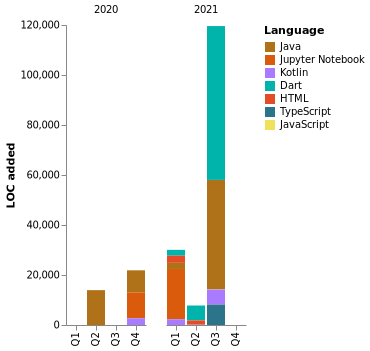 2020
2021
Language
Java
Jupyter Notebook
Kotlin
Dart
HTML
TypeScript
JavaScript
LOC added
120,000
100,000
80,000
60,000
40,000
20,000
0
Q1
Q2
Q3
Q4
Q1
Q2
Q3
Q4